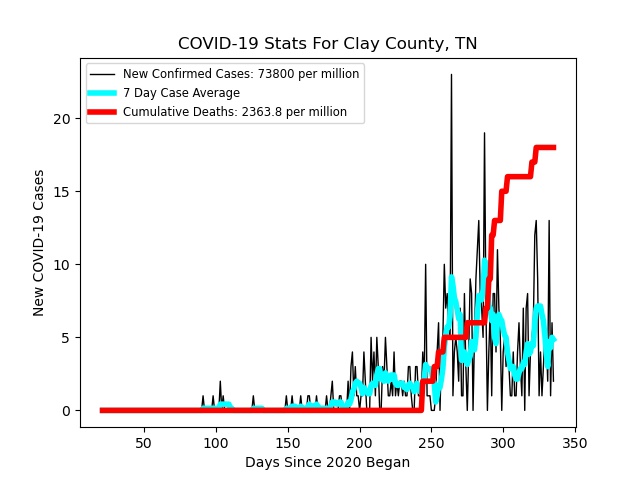 COVID-19 Stats For Clay County, TN
New Confirmed Cases: 73800 per million
7 Day Case Average
Cumulative Deaths: 2363.8 per million
New COVID-19 Cases
20
15
10
5
0
50 100 150 200 250 300 350
Days Since 2020 Began